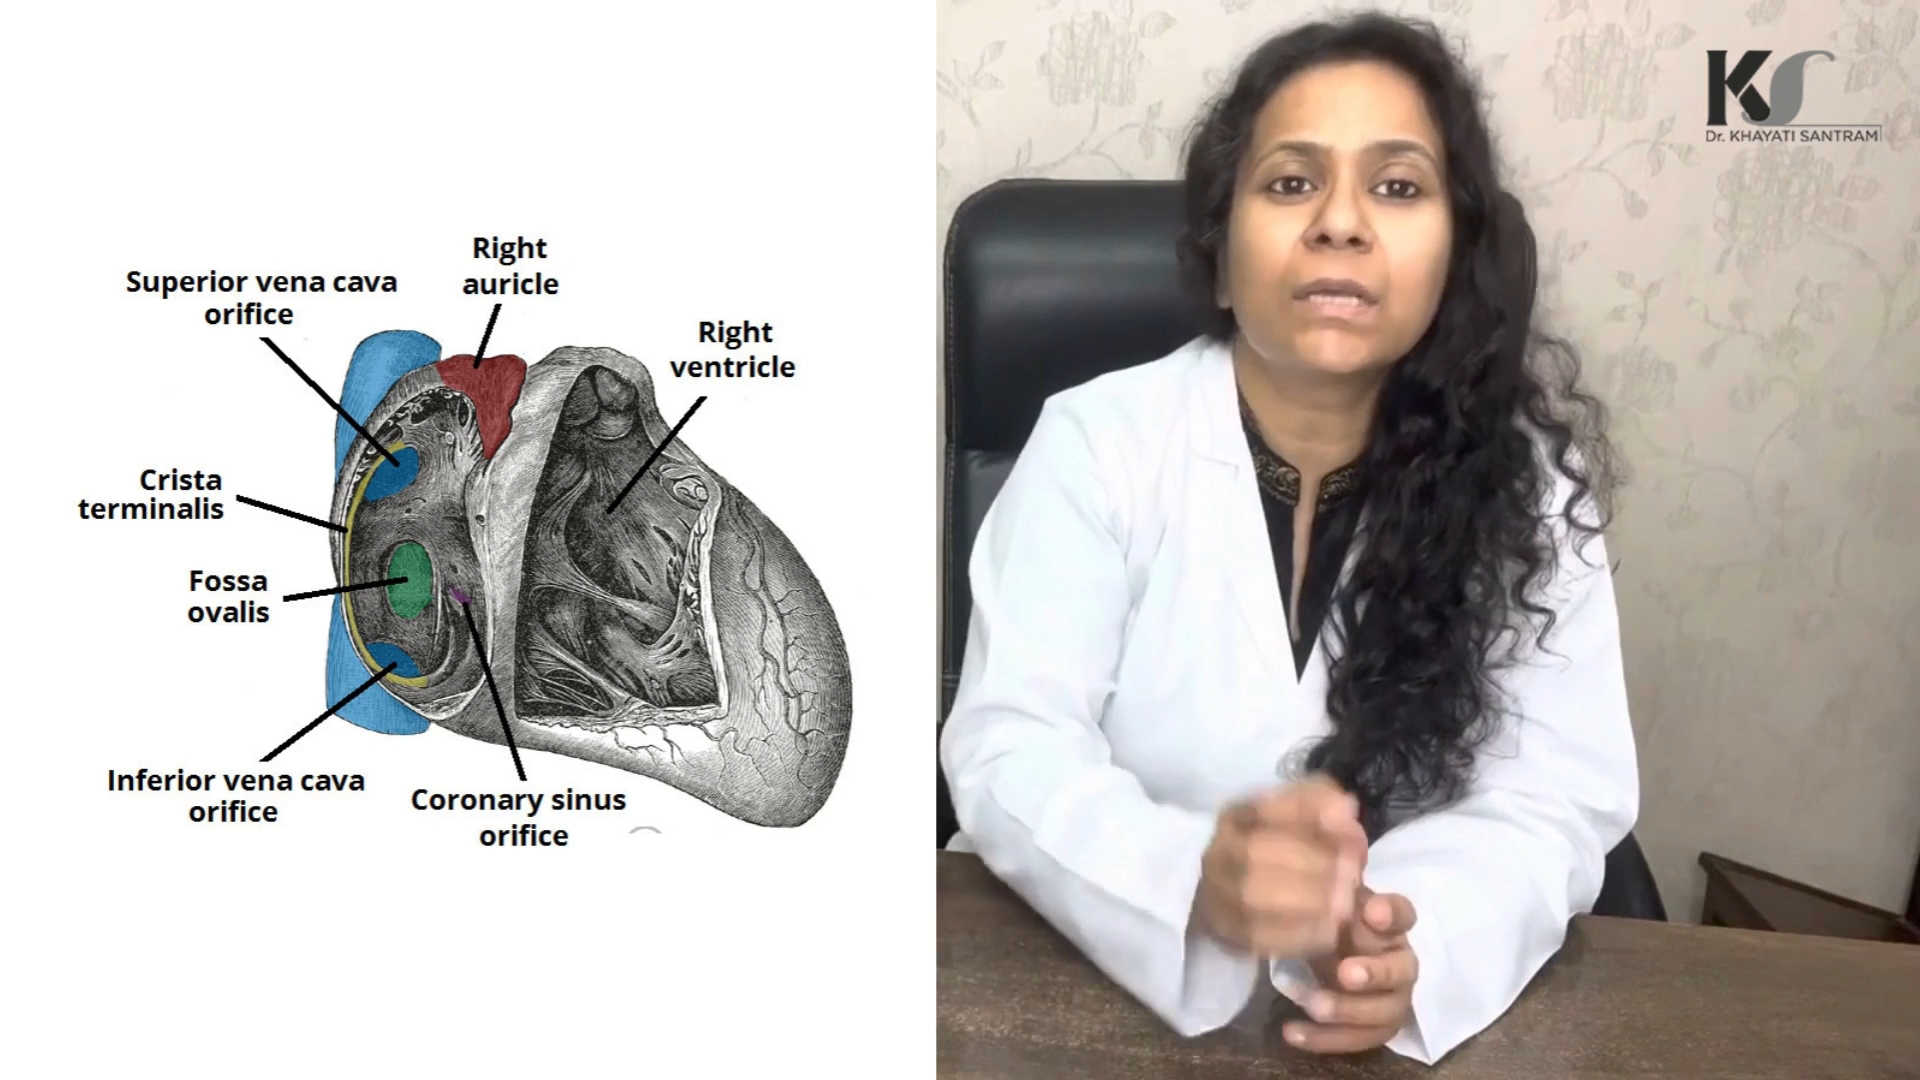 Right
auricle
Superior vena cava
orifice
Right
ventricle
Crista
terminalis
Fossa
ovalis
Inferior vena cava
orifice
Coronary sinus
orifice
KS
Dr. KHAYATI SANTRAM